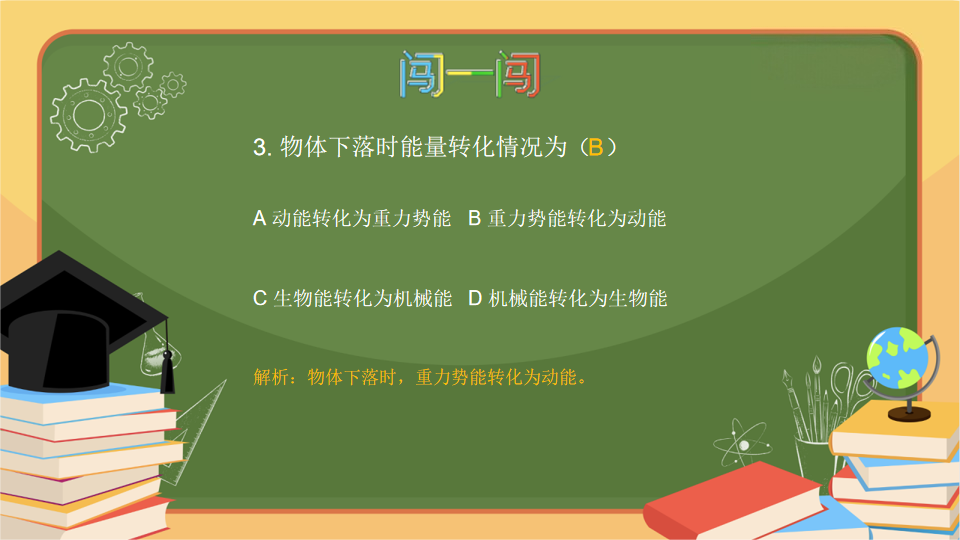 闯一闯
3. 物体下落时能量转化情况为（B）
A 动能转化为重力势能 B 重力势能转化为动能
C 生物能转化为机械能 D 机械能转化为生物能
解析：物体下落时，重力势能转化为动能。